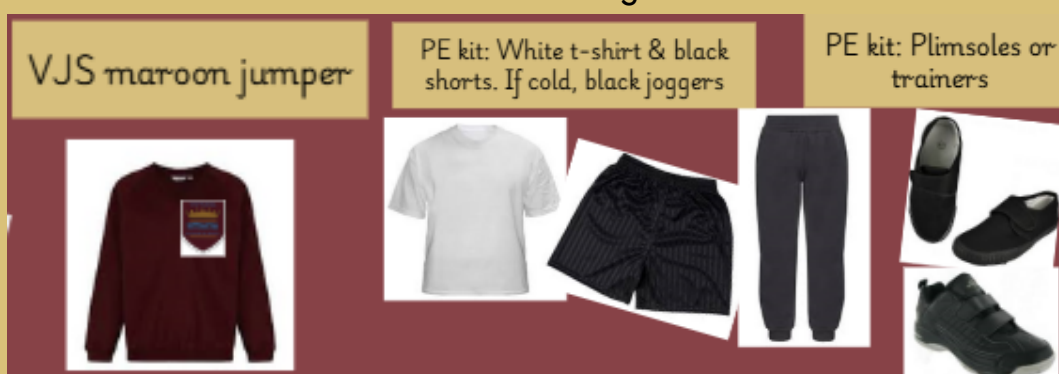 VJS maroon jumper
PE kit: White t-shirt & black
shorts. If cold, black joggers
PE kit: Plimsoles or
trainers